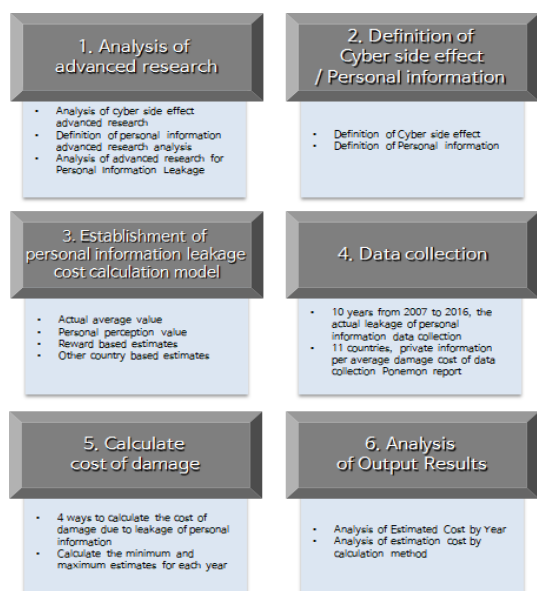 1. Analysis of
advanced research
• Analysis of cyber side effect
advanced research
• Definition of personal information
advanced research analysis
• Analysis of advanced research for
Personal Information Leakage
2. Definition of
Cyber side effect
/ Personal information
• Definition of Cyber side effect
• Definition of Personal information
3. Establishment of
personal information leakage
cost calculation model
• Actual average value
• Personal perception value
• Reward based estimates
• Other country based estimates
4. Data collection
• 10 years from 2007 to 2016, the
actual leakage of personal
information data collection
• 11 countries, private information
per average damage cost of data
collection Ponemon report
5. Calculate
cost of damage
• 4 ways to calculate the cost of
damage due to leakage of personal
information
• Calculate the minimum and
maximum estimates for each year
6. Analysis
of Output Results
• Analysis of Estimated Cost by Year
• Analysis of estimation cost by
calculation method